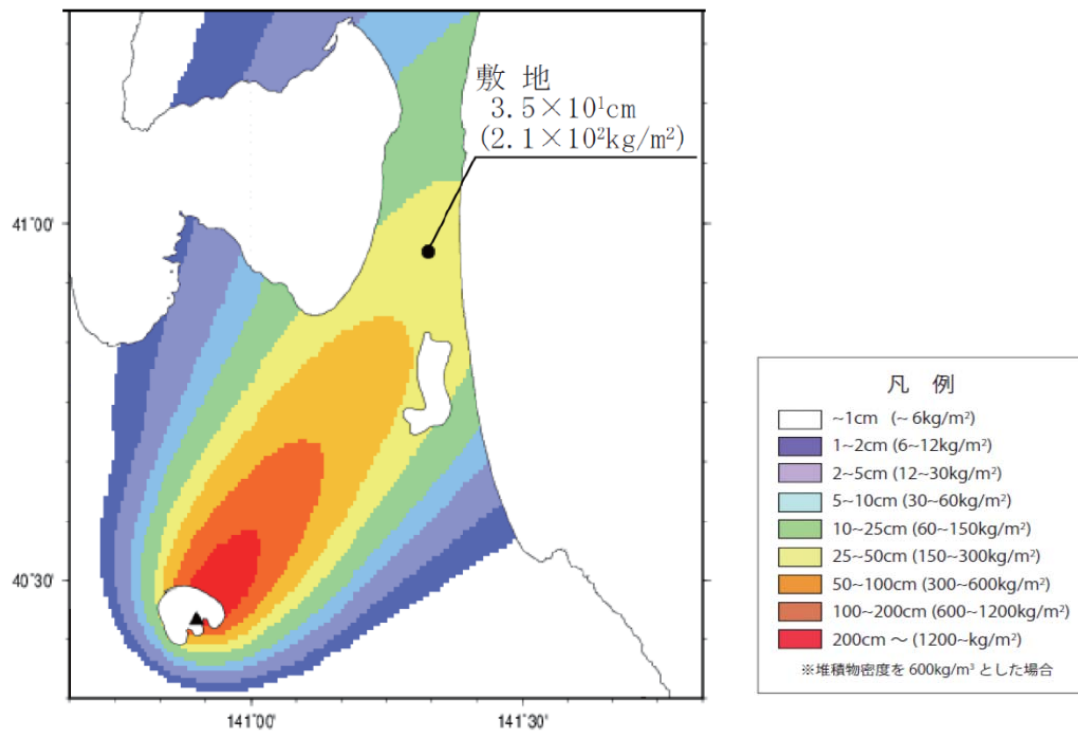 敷 地
3.5×10¹cm
(2.1×10²kg/m²)
41°00'
40°30'
141°00'
141°30'
凡 例
~1cm (~ 6kg/m²)
1~2cm (6~12kg/m²)
2~5cm (12~30kg/m²)
5~10cm (30~60kg/m²)
10~25cm (60~150kg/m²)
25~50cm (150~300kg/m²)
50~100cm (300~600kg/m²)
100~200cm (600~1200kg/m²)
200cm ～ (1200~kg/m²)
※堆積物密度を 600kg/m³ とした場合